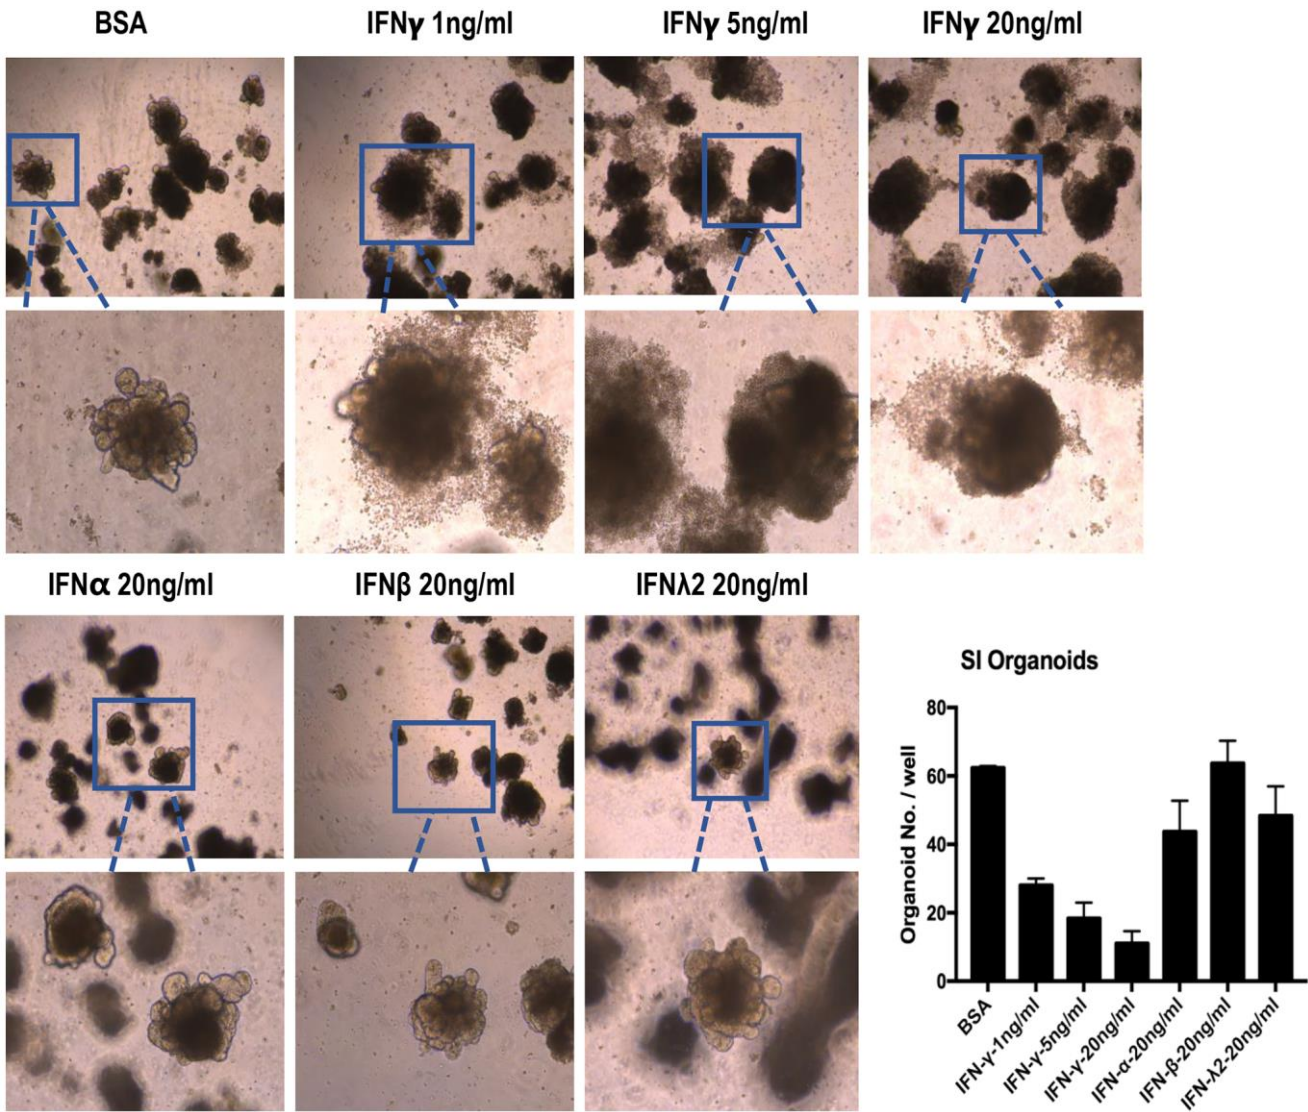 BSA
IFNγ 1ng/ml
IFNγ 5ng/ml
IFNγ 20ng/ml
IFNα 20ng/ml
IFNβ 20ng/ml
IFNλ2 20ng/ml
SI Organoids
Organoid No. / well
80
60
40
20
0
BSA
IFN-γ-1ng/ml
IFN-γ-5ng/ml
IFN-γ-20ng/ml
IFN-α-20ng/ml
IFN-β-20ng/ml
IFN-λ2-20ng/ml